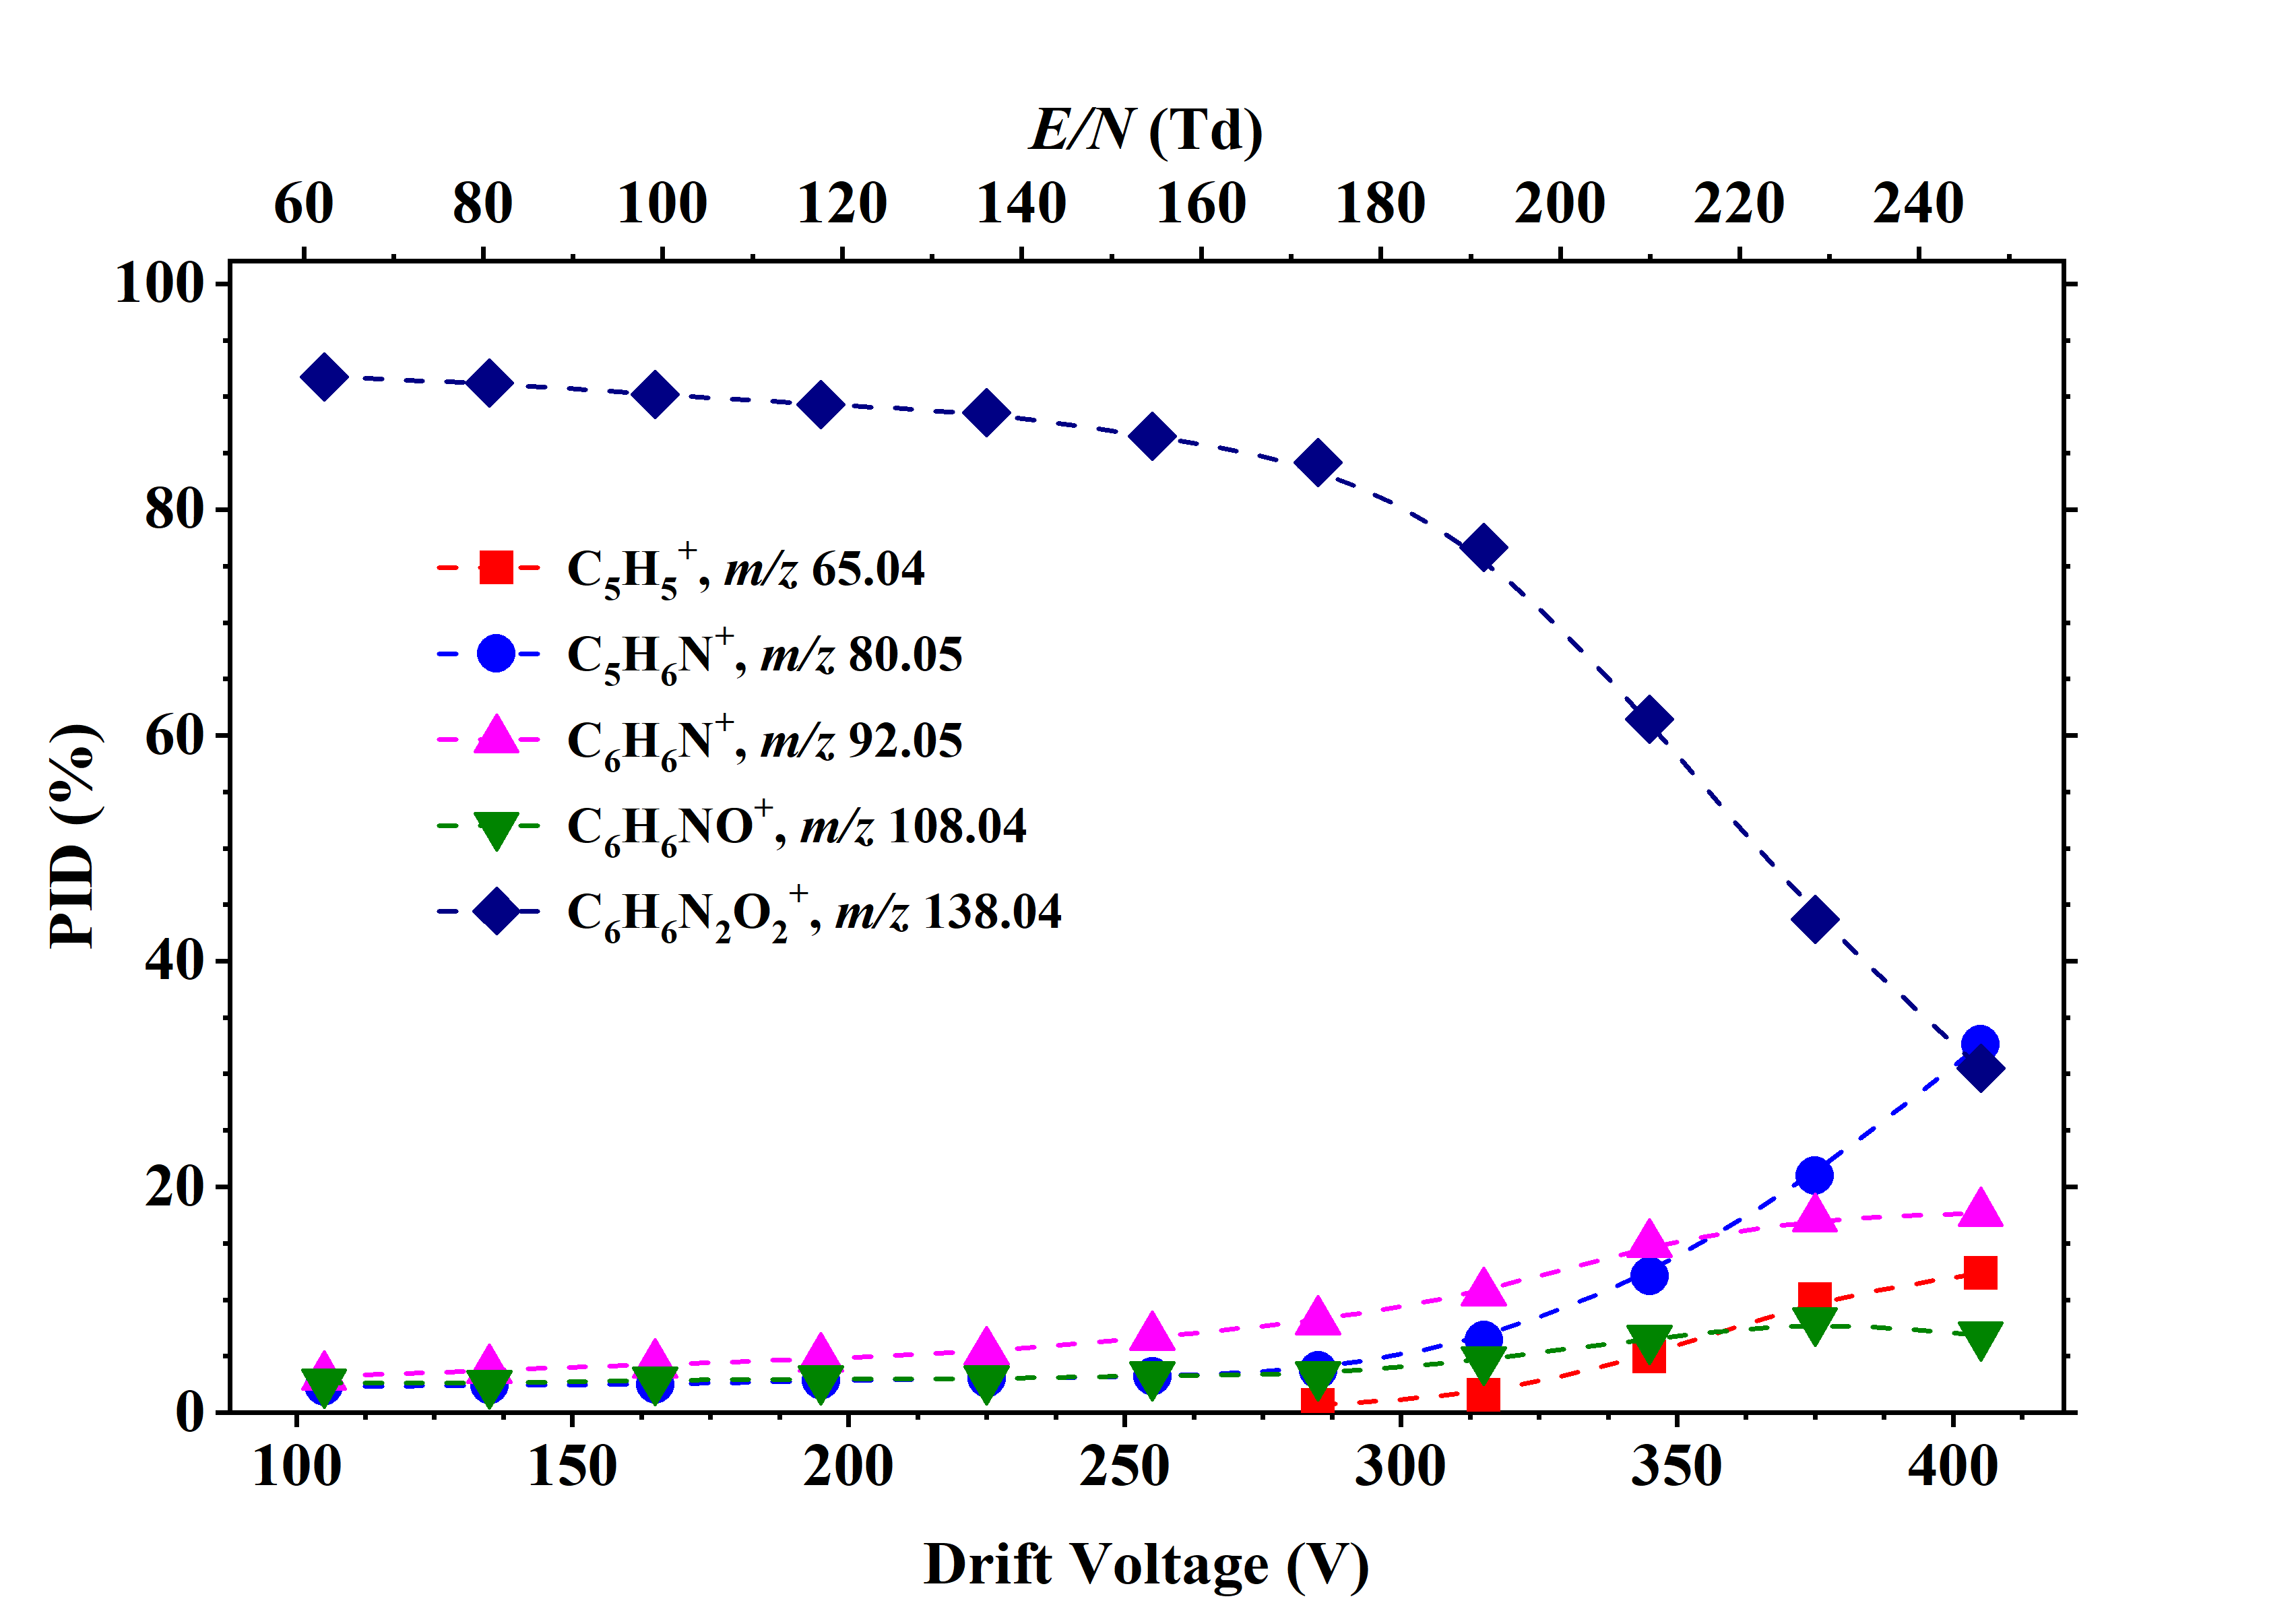 E/N (Td)
60 80 100 120 140 160 180 200 220 240
100
80
60
40
20
0
PID (%)
C₅H₅⁺, m/z 65.04
C₅H₆N⁺, m/z 80.05
C₆H₆N⁺, m/z 92.05
C₆H₆NO⁺, m/z 108.04
C₆H₆N₂O₂⁺, m/z 138.04
100 150 200 250 300 350 400
Drift Voltage (V)